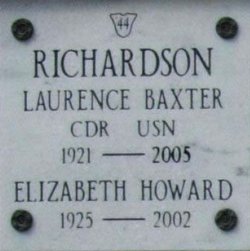 44
RICHARDSON
LAURENCE BAXTER
CDR USN
1921 — 2005
ELIZABETH HOWARD
1925 — 2002